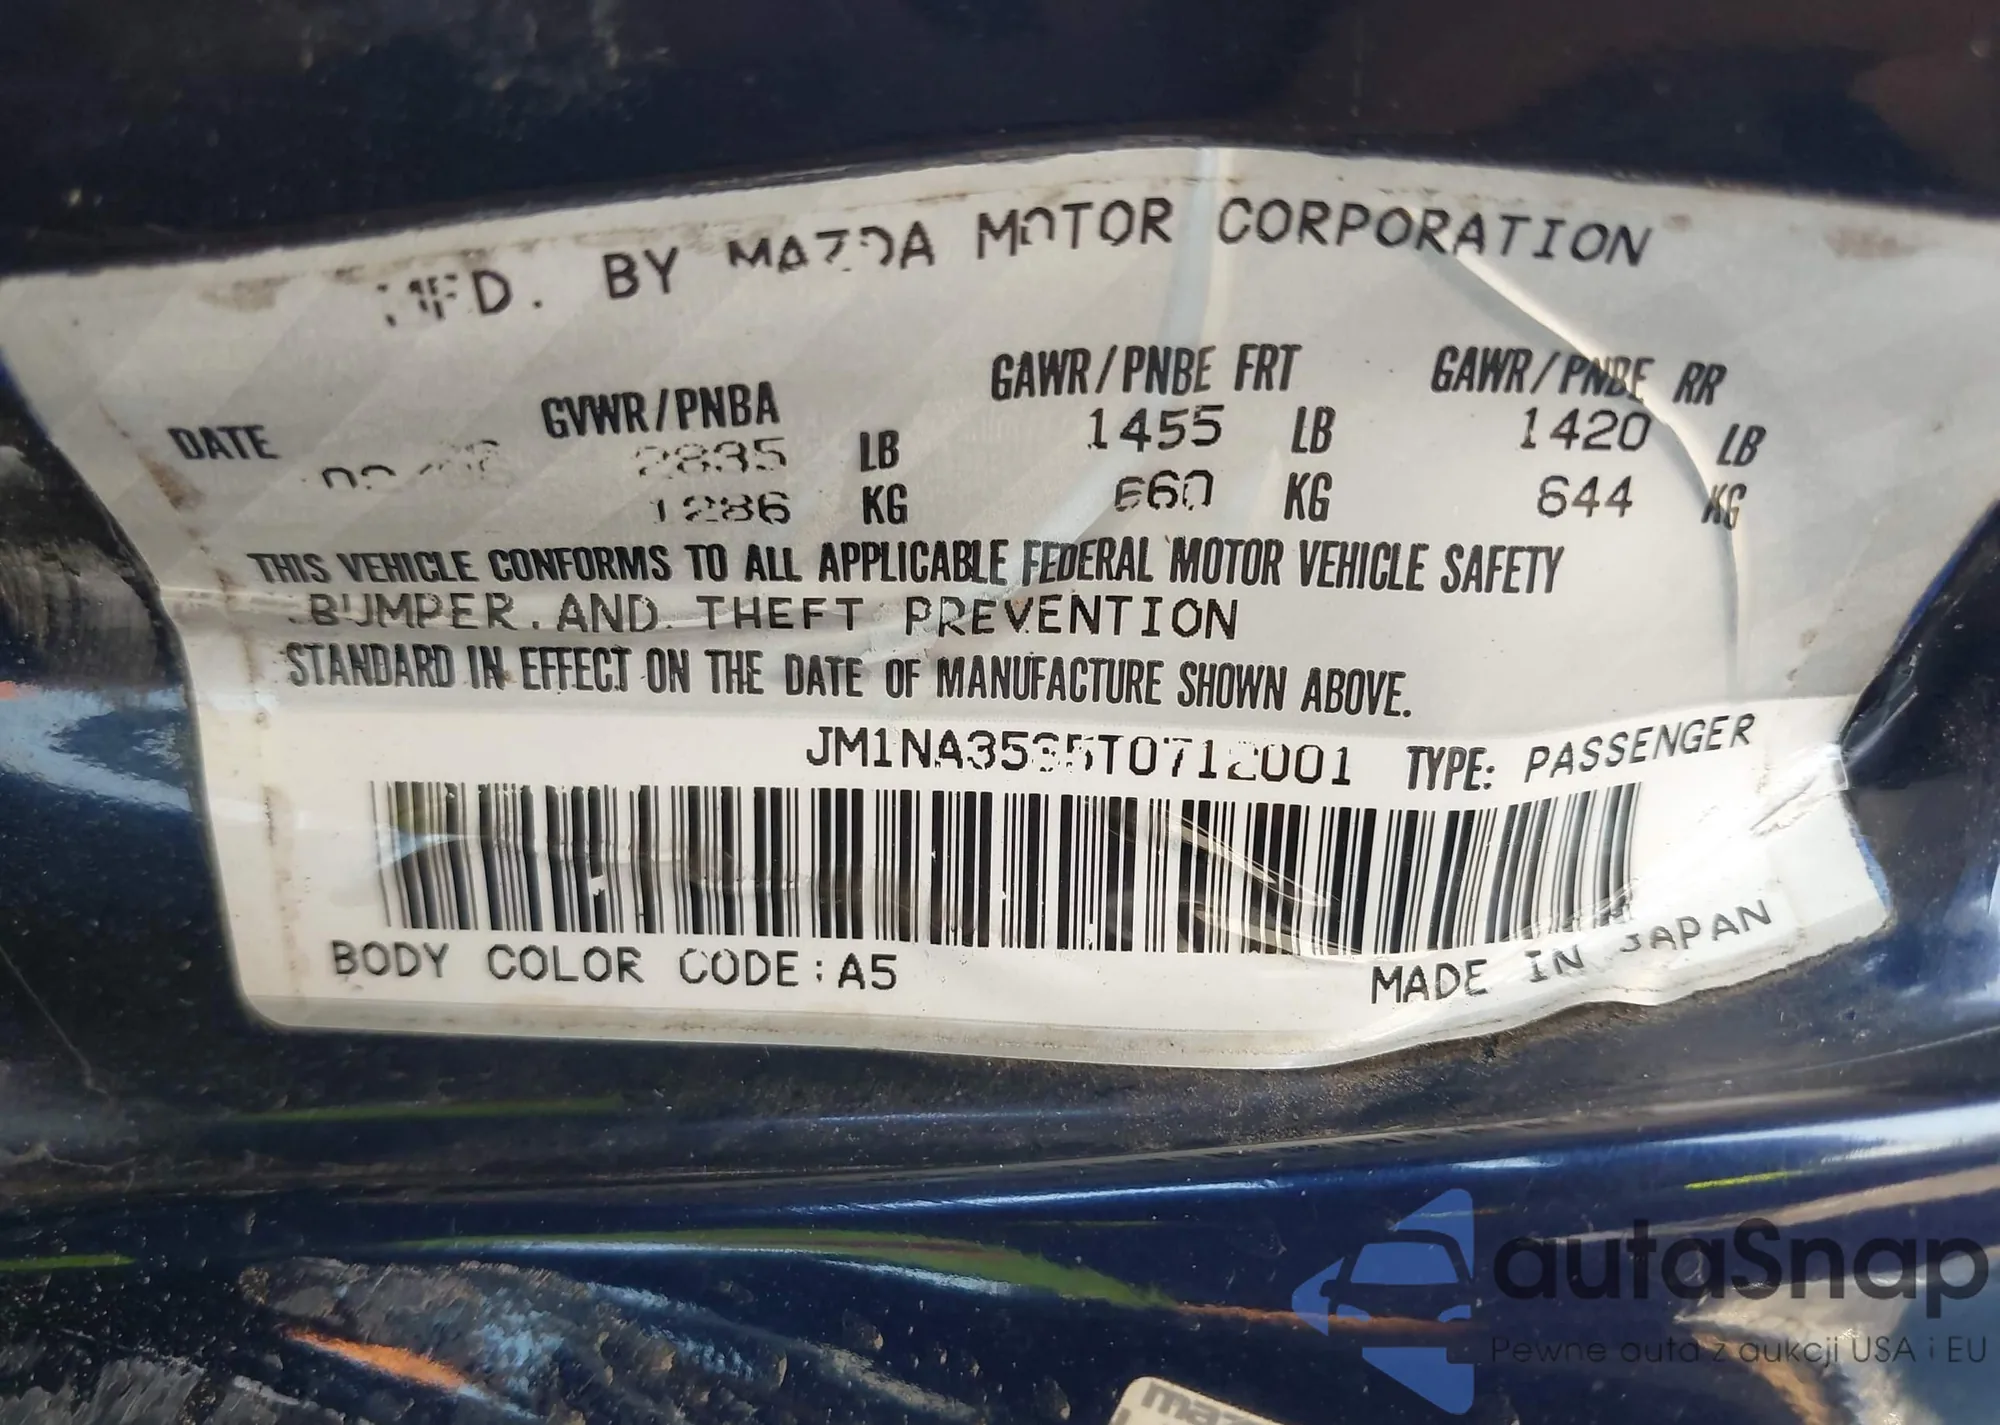 MFD. BY MAZDA MOTOR CORPORATION
DATE GVWR/PNBA GAWR/PNBE FRT GAWR/PNBE RR
2835 LB 1455 LB 1420 LB
1286 KG 660 KG 644 KG
THIS VEHICLE CONFORMS TO ALL APPLICABLE FEDERAL MOTOR VEHICLE SAFETY
BUMPER. AND THEFT PREVENTION
STANDARD IN EFFECT ON THE DATE OF MANUFACTURE SHOWN ABOVE.
TYPE: PASSENGER
BODY COLOR CODE: A5 MADE IN JAPAN
autaSnap
Pewne auta z aukcji USA i EU